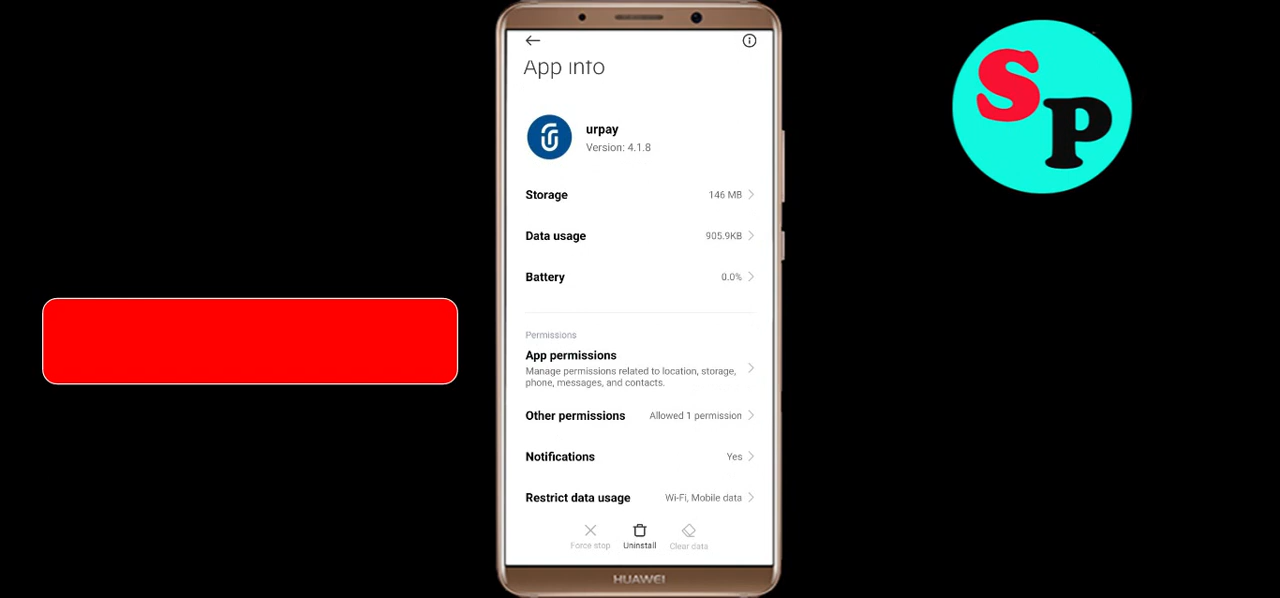 App info
urpay
Version: 4.1.8
Storage 146 MB
Data usage 905.9KB
Battery 0.0%
Permissions
App permissions
Manage permissions related to location, storage,
phone, messages, and contacts.
Other permissions Allowed 1 permission
Notifications Yes
Restrict data usage Wi-Fi, Mobile data
Force stop Uninstall Clear data
HUAWEI
SP